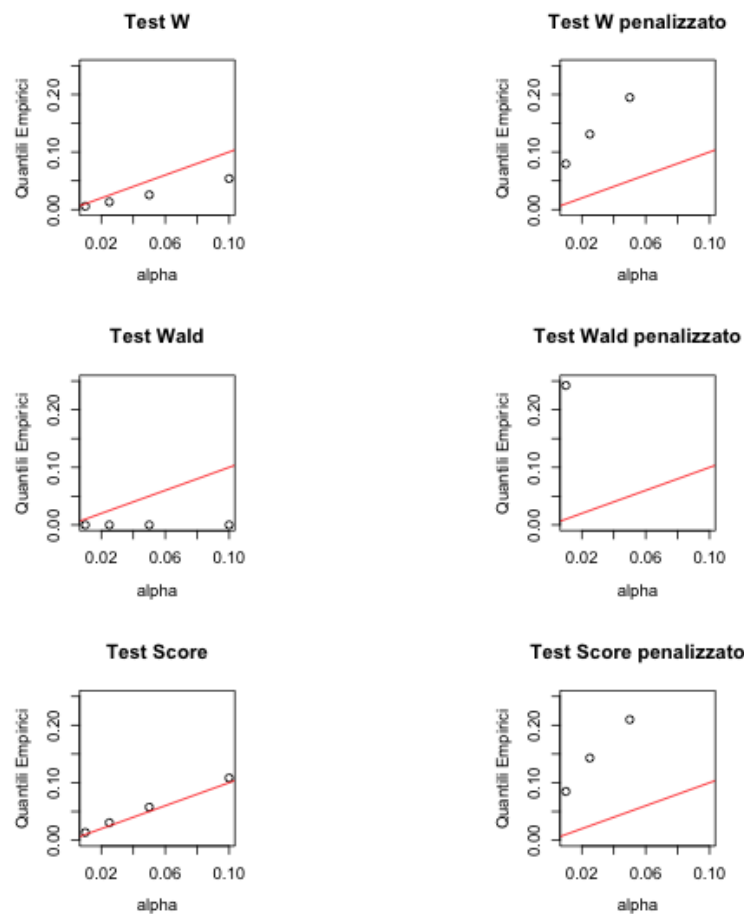 Test W
Quantili Empirici
0.00 0.10 0.20
0.02 0.06 0.10
alpha
Test W penalizzato
Quantili Empirici
0.00 0.10 0.20
0.02 0.06 0.10
alpha
Test Wald
Quantili Empirici
0.00 0.10 0.20
0.02 0.06 0.10
alpha
Test Wald penalizzato
Quantili Empirici
0.00 0.10 0.20
0.02 0.06 0.10
alpha
Test Score
Quantili Empirici
0.00 0.10 0.20
0.02 0.06 0.10
alpha
Test Score penalizzato
Quantili Empirici
0.00 0.10 0.20
0.02 0.06 0.10
alpha